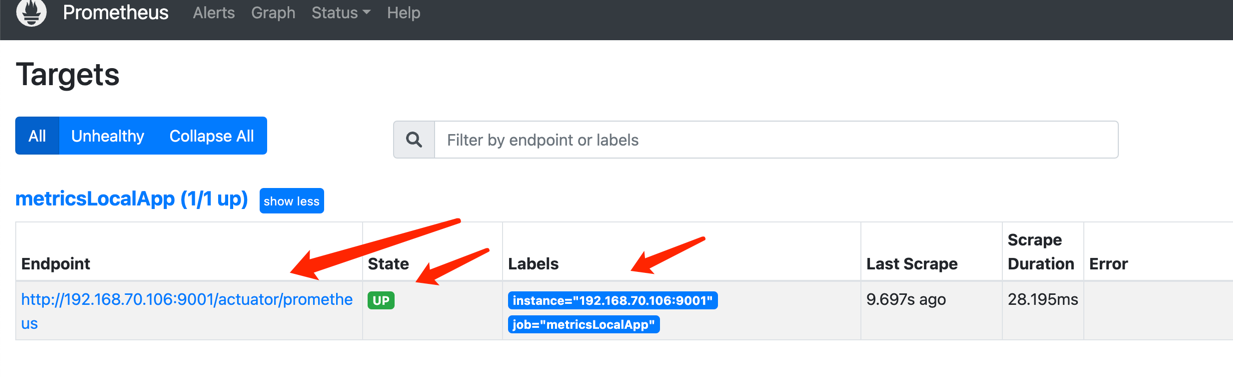 Prometheus Alerts Graph Status Help
Targets
All Unhealthy Collapse All
Filter by endpoint or labels
metricsLocalApp (1/1 up) show less
Endpoint State Labels Last Scrape Scrape Duration Error
http://192.168.70.106:9001/actuator/promethe
us
UP
instance="192.168.70.106:9001"
job="metricsLocalApp"
9.697s ago
28.195ms